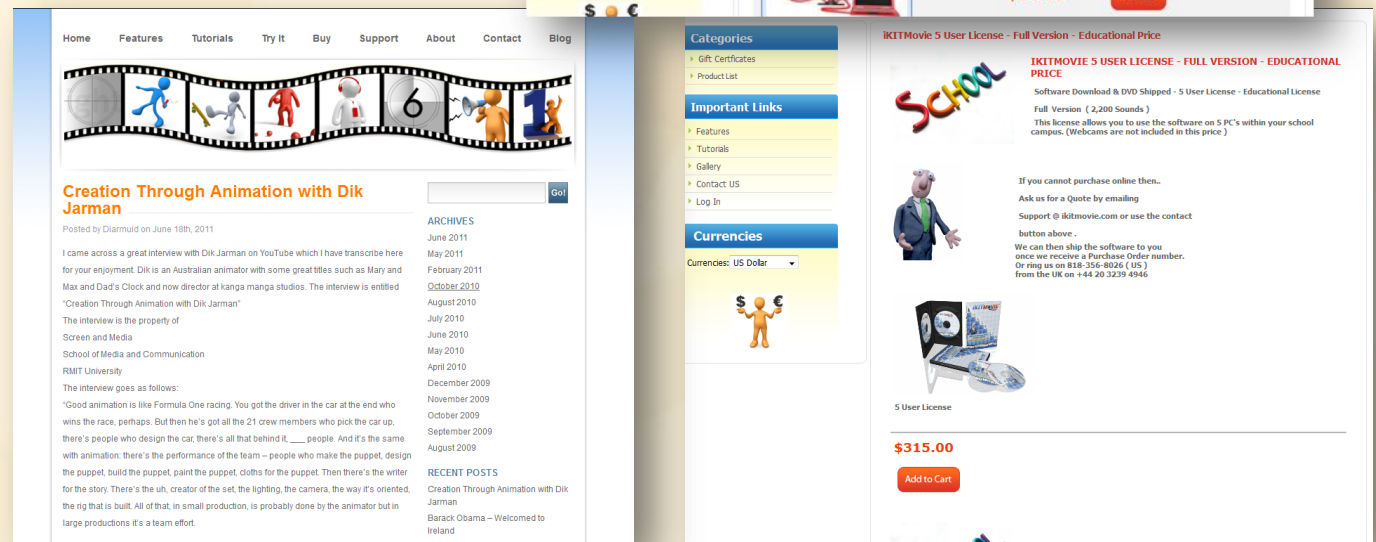 $ €
Home Features Tutorials Try It Buy Support About Contact Blog
6
1
Creation Through Animation with Dik
Jarman
Posted by Diarmuid on June 18th, 2011
I came across a great interview with Dik Jarman on YouTube which I have transcribe here
for your enjoyment. Dik is an Australian animator with some great titles such as Mary and
Max and Dad's Clock and now director at kanga manga studios. The interview is entitled
"Creation Through Animation with Dik Jarman"
The interview is the property of
Screen and Media
School of Media and Communication
RMIT University
The interview goes as follows:
"Good animation is like Formula One racing. You got the driver in the car at the end who
wins the race, perhaps. But then he's got all the 21 crew members who pick the car up,
there's people who design the car, there's all that behind it, ___ people. And it's the same
with animation: there's the performance of the team – people who make the puppet, design
the puppet, build the puppet, paint the puppet, cloths for the puppet. Then there's the writer
for the story. There's the uh, creator of the set, the lighting, the camera, the way it's oriented,
the rig that is built. All of that, in small production, is probably done by the animator but in
large productions it's a team effort.
Go!
ARCHIVES
June 2011
May 2011
February 2011
October 2010
August 2010
July 2010
June 2010
May 2010
April 2010
December 2009
November 2009
October 2009
September 2009
August 2009
RECENT POSTS
Creation Through Animation with Dik
Jarman
Barack Obama – Welcomed to
Ireland
Categories
Gift Certficates
Product List
Important Links
Features
Tutorials
Gallery
Contact US
Log In
Currencies
Currencies: US Dollar
$ €
iKITMovie 5 User License - Full Version - Educational Price
SCHOOL
IKITMOVIE 5 USER LICENSE - FULL VERSION - EDUCATIONAL
PRICE
Software Download & DVD Shipped - 5 User License - Educational License
Full Version ( 2,200 Sounds )
This license allows you to use the software on 5 PC's within your school
campus. (Webcams are not included in this price )
If you cannot purchase online then..
Ask us for a Quote by emailing
Support @ ikitmovie.com or use the contact
button above .
We can then ship the software to you
once we receive a Purchase Order number.
Or ring us on 818-356-8026 ( US )
from the UK on +44 20 3239 4946
5 User License
$315.00
Add to Cart